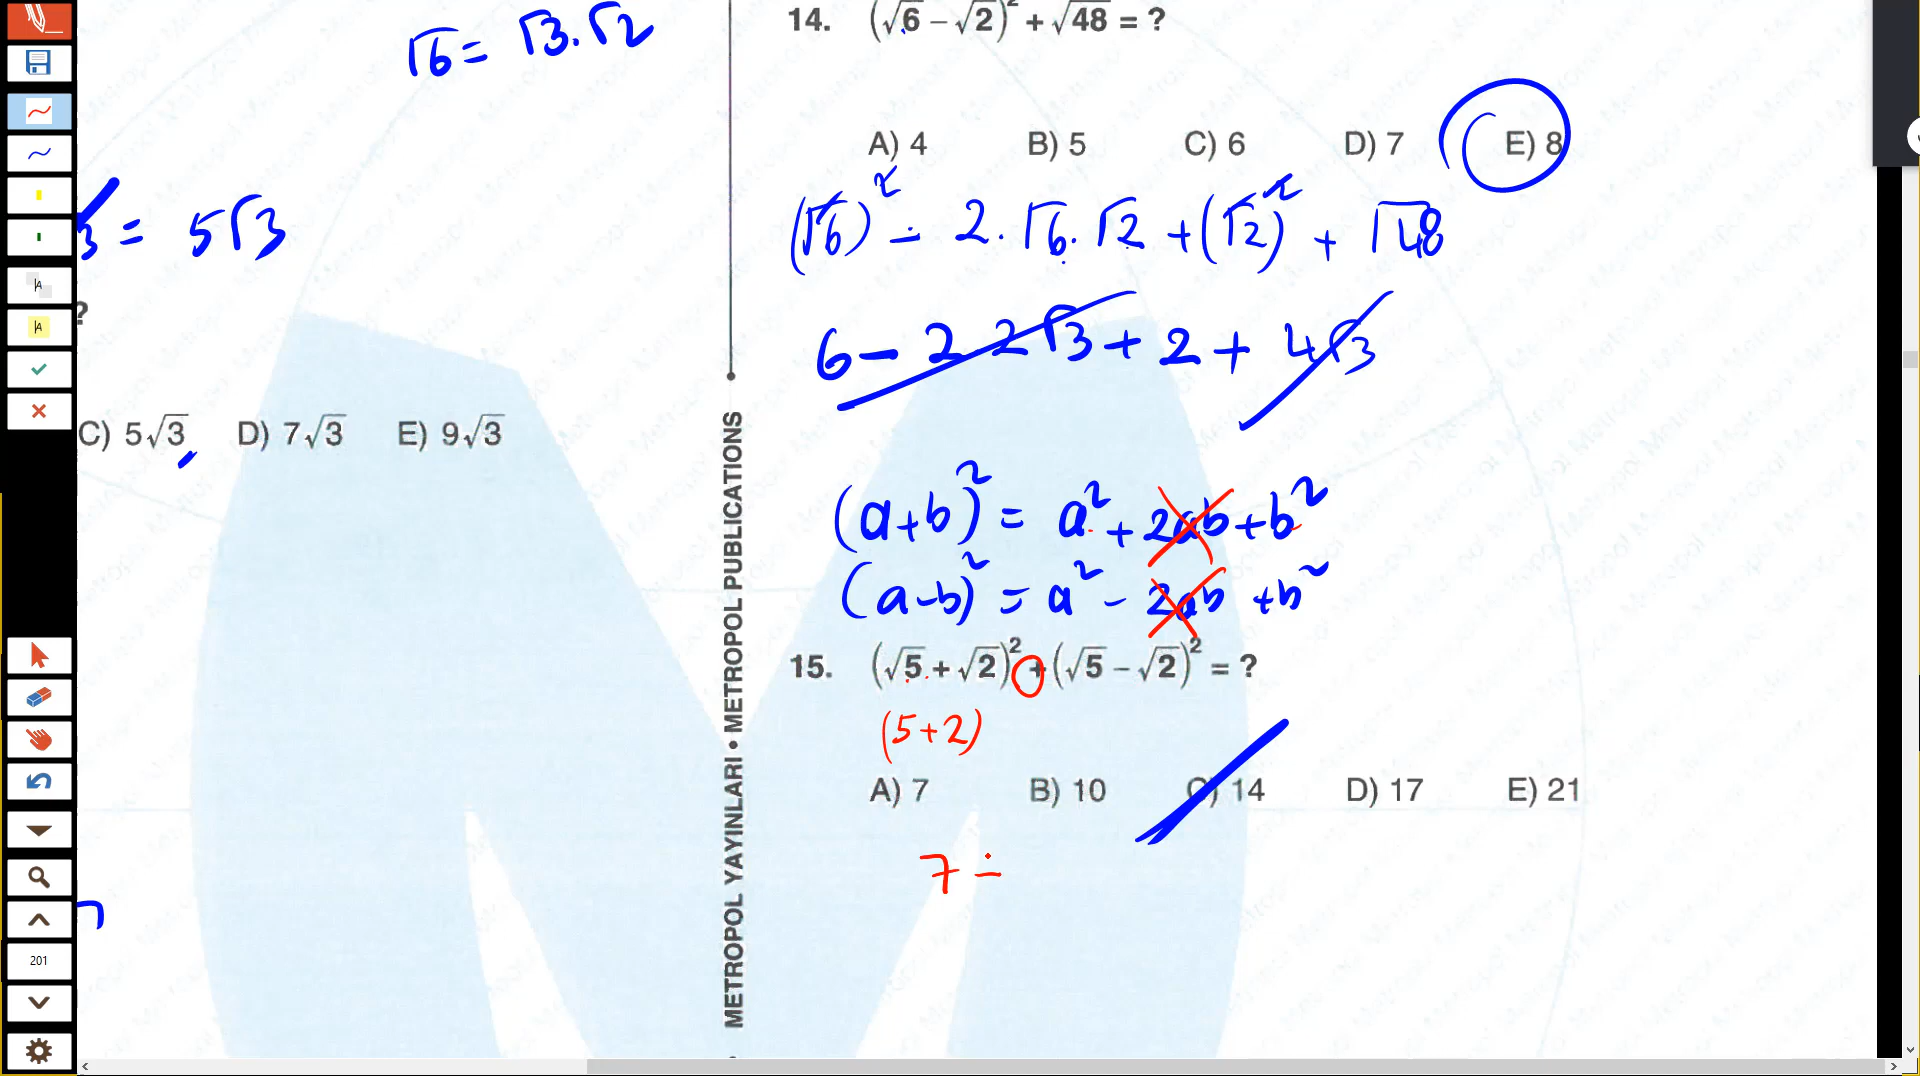 √6 = √3.√2
= 5√3
?
C) 5√3 D) 7√3 E) 9√3
METROPOL YAYINLARI • METROPOL PUBLICATIONS
14. (√6 − √2)² + √48 = ?
A) 4 B) 5 C) 6 D) 7 E) 8
(√6)² − 2.√6.√2 + (√2)² + √48
6 − 2 2√3 + 2 + 4√3
(a+b)² = a² + 2ab + b²
(a−b)² = a² − 2ab + b²
15. (√5 + √2)² + (√5 − √2)² = ?
(5+2)
A) 7 B) 10 C) 14 D) 17 E) 21
7
201